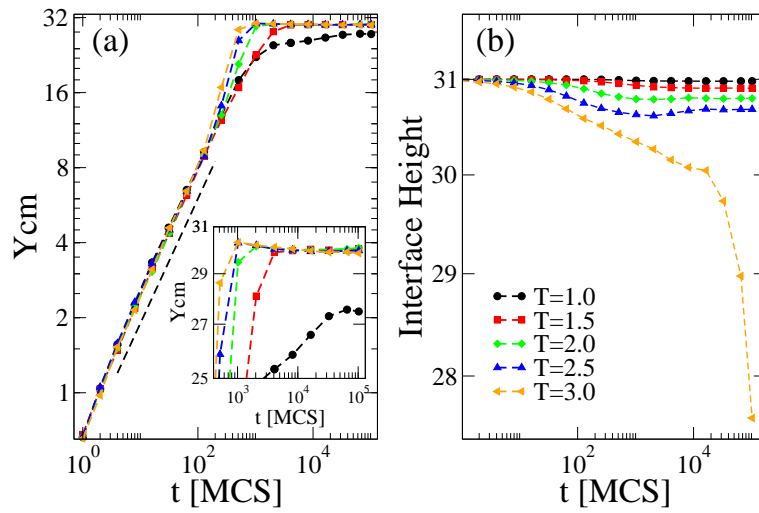 (a)
Ycm
32
16
8
4
2
1
10^0
10^2
10^4
t [MCS]
Ycm
31
29
27
25
10^3
10^4
10^5
t [MCS]
(b)
Interface Height
31
30
29
28
10^2
10^4
t [MCS]
T=1.0
T=1.5
T=2.0
T=2.5
T=3.0